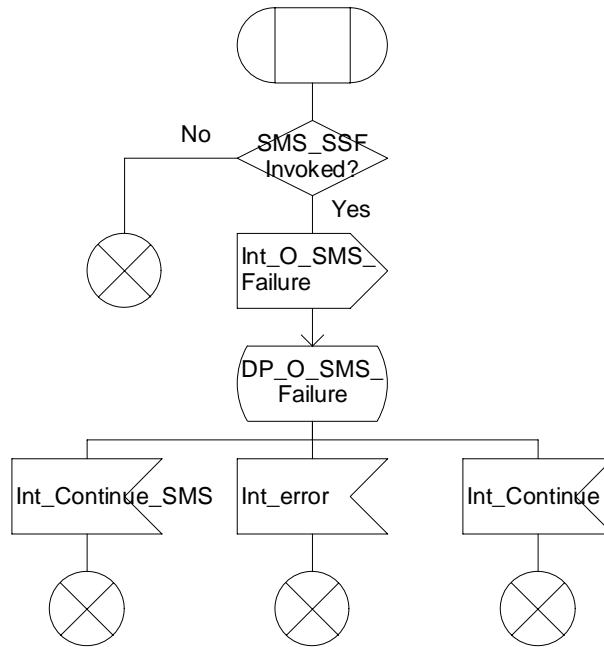 No
SMS_SSF
Invoked?
Yes
Int_O_SMS_
Failure
DP_O_SMS_
Failure
Int_Continue_SMS
Int_error
Int_Continue